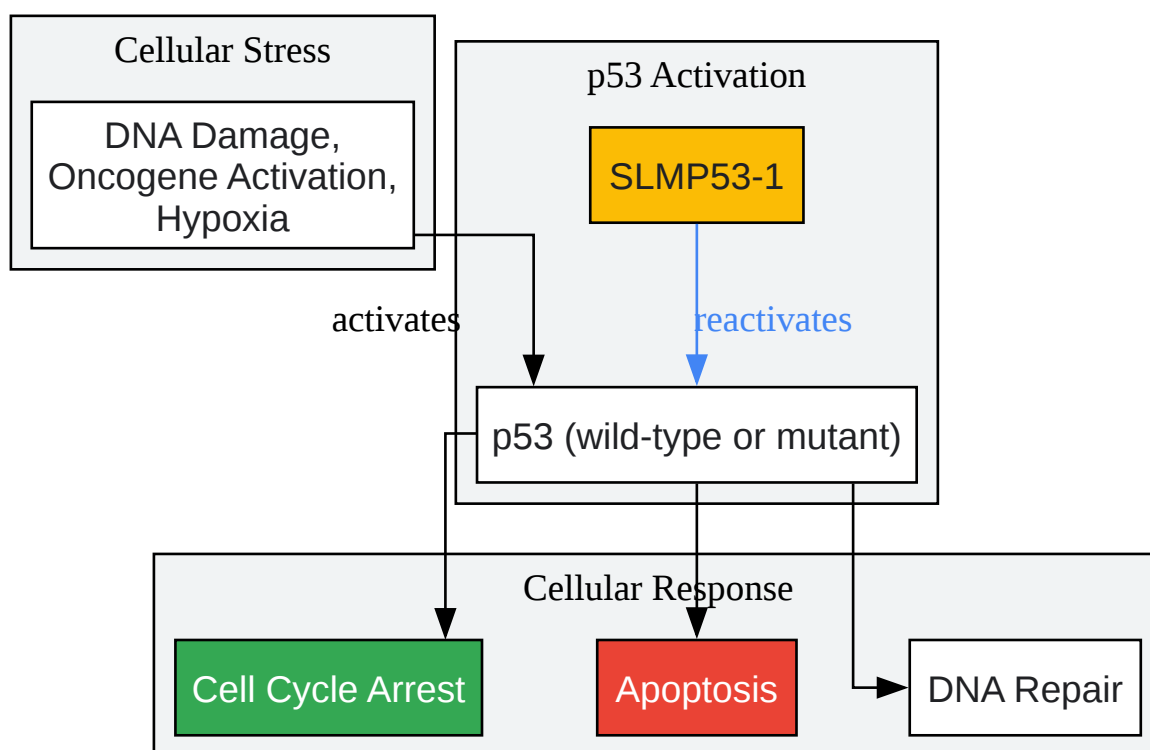 Cellular Stress
DNA Damage,
Oncogene Activation,
Hypoxia
p53 Activation
SLMP53-1
activates
reactivates
p53 (wild-type or mutant)
Cellular Response
Cell Cycle Arrest
Apoptosis
DNA Repair